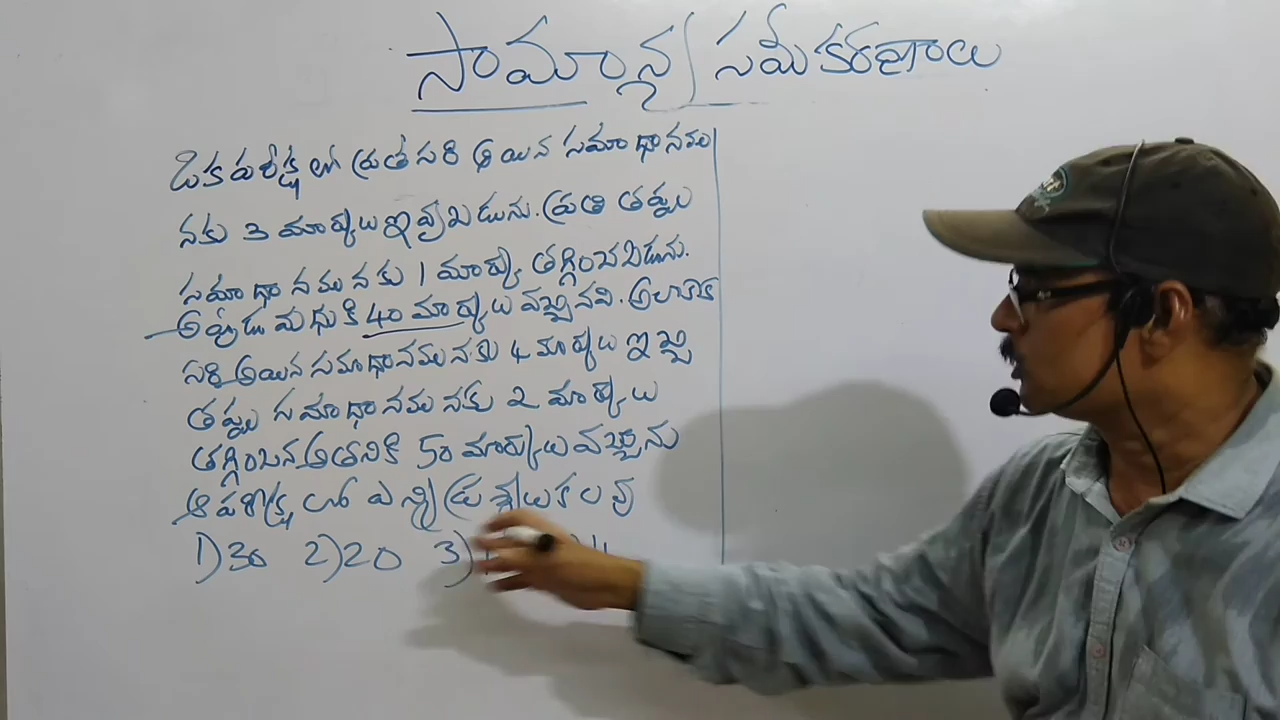 సామాన్య సమీకరణాలు
ఒక పరీక్ష లో ప్రతి సరి అయిన సమాధానము
నకు 3 మార్కులు ఇవ్వబడును. ప్రతి తప్పు
సమాధానమునకు 1 మార్కు తగ్గించబడును.
అప్పుడు మధుకి 40 మార్కులు వచ్చినవి. అలాకాక
సరి అయిన సమాధానమునకు 4 మార్కులు ఇచ్చి
తప్పు సమాధానమునకు 2 మార్కులు
తగ్గించిన అతనికి 50 మార్కులు వచ్చును
ఆ పరీక్ష లో ఎన్ని ప్రశ్నలు కలవు
1) 30 2) 20 3)